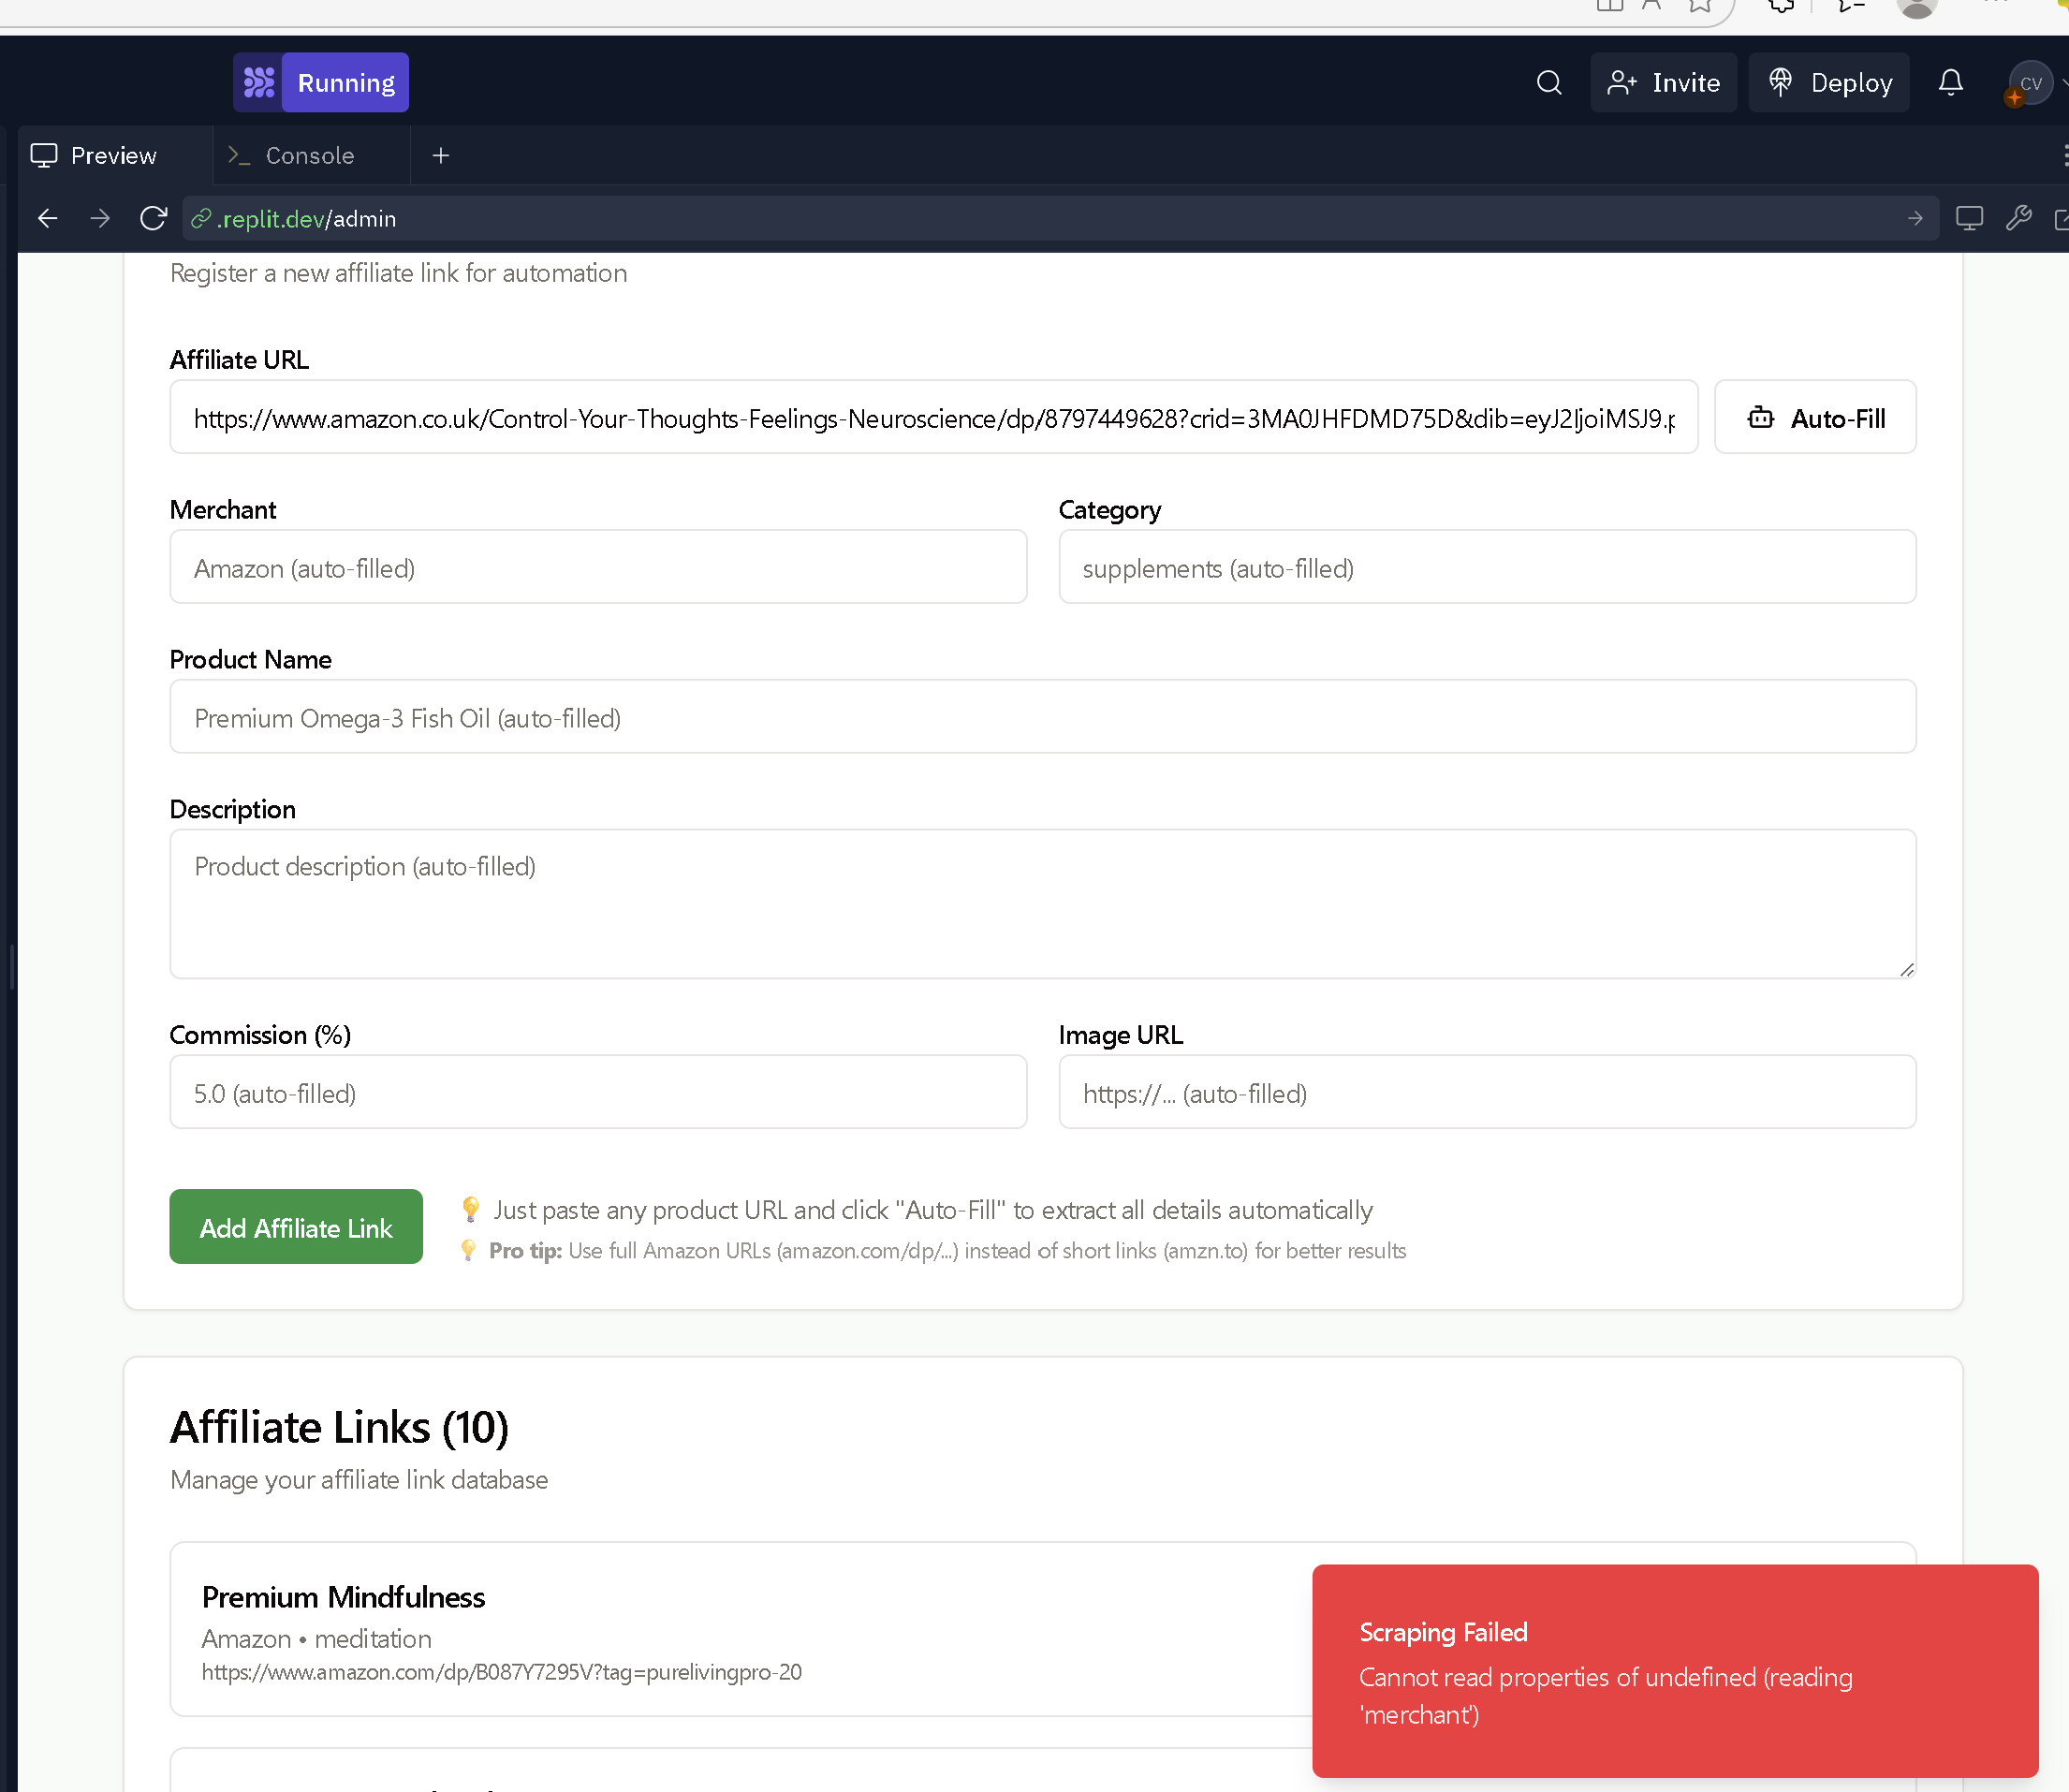 Running
Invite
Deploy
CV
Preview
Console
.replit.dev/admin
Register a new affiliate link for automation
Affiliate URL
https://www.amazon.co.uk/Control-Your-Thoughts-Feelings-Neuroscience/dp/8797449628?crid=3MA0JHFDMD75D&dib=eyJ2IjoiMSJ9.p
Auto-Fill
Merchant
Category
Amazon (auto-filled)
supplements (auto-filled)
Product Name
Premium Omega-3 Fish Oil (auto-filled)
Description
Product description (auto-filled)
Commission (%)
Image URL
5.0 (auto-filled)
https://... (auto-filled)
Add Affiliate Link
💡 Just paste any product URL and click "Auto-Fill" to extract all details automatically
💡 Pro tip: Use full Amazon URLs (amazon.com/dp/...) instead of short links (amzn.to) for better results
Affiliate Links (10)
Manage your affiliate link database
Premium Mindfulness
Amazon • meditation
https://www.amazon.com/dp/B087Y7295V?tag=purelivingpro-20
Scraping Failed
Cannot read properties of undefined (reading
'merchant')